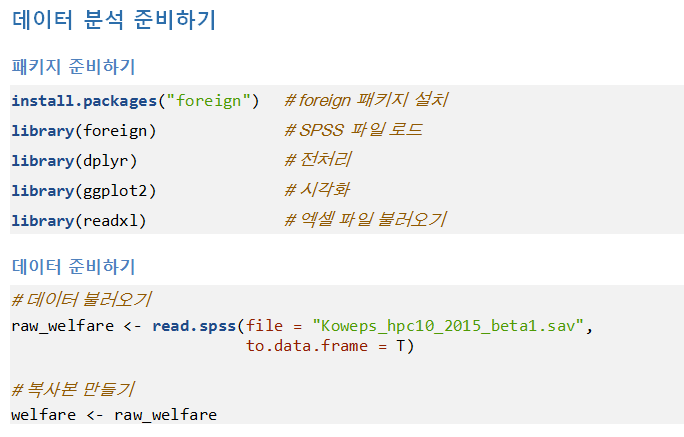 데이터 분석 준비하기
패키지 준비하기
install.packages("foreign") # foreign 패키지 설치
library(foreign) # SPSS 파일 로드
library(dplyr) # 전처리
library(ggplot2) # 시각화
library(readxl) # 엑셀 파일 불러오기
데이터 준비하기
# 데이터 불러오기
raw_welfare <- read.spss(file = "Koweps_hpc10_2015_beta1.sav",
to.data.frame = T)
# 복사본 만들기
welfare <- raw_welfare